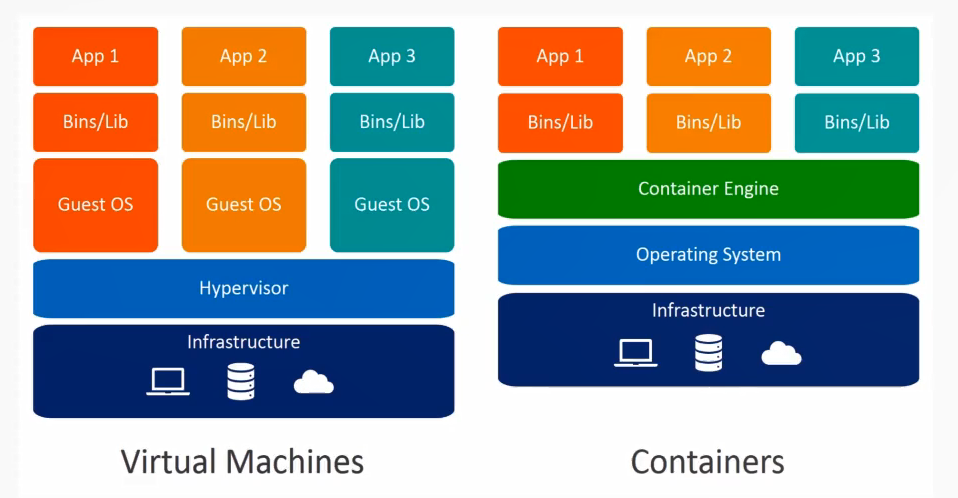 App 1
App 2
App 3
Bins/Lib
Bins/Lib
Bins/Lib
Guest OS
Guest OS
Guest OS
Hypervisor
Infrastructure
Virtual Machines
App 1
App 2
App 3
Bins/Lib
Bins/Lib
Bins/Lib
Container Engine
Operating System
Infrastructure
Containers